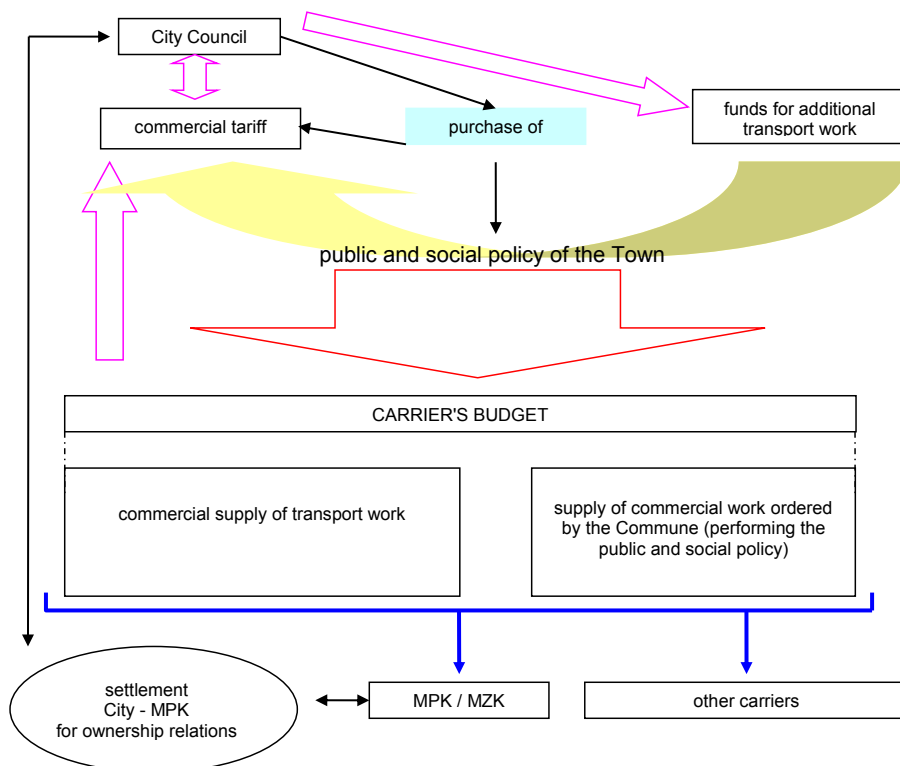 City Council
commercial tariff
purchase of
funds for additional
transport work
public and social policy of the Town
CARRIER'S BUDGET
commercial supply of transport work
supply of commercial work ordered
by the Commune (performing the
public and social policy)
settlement
City - MPK
for ownership relations
MPK / MZK
other carriers